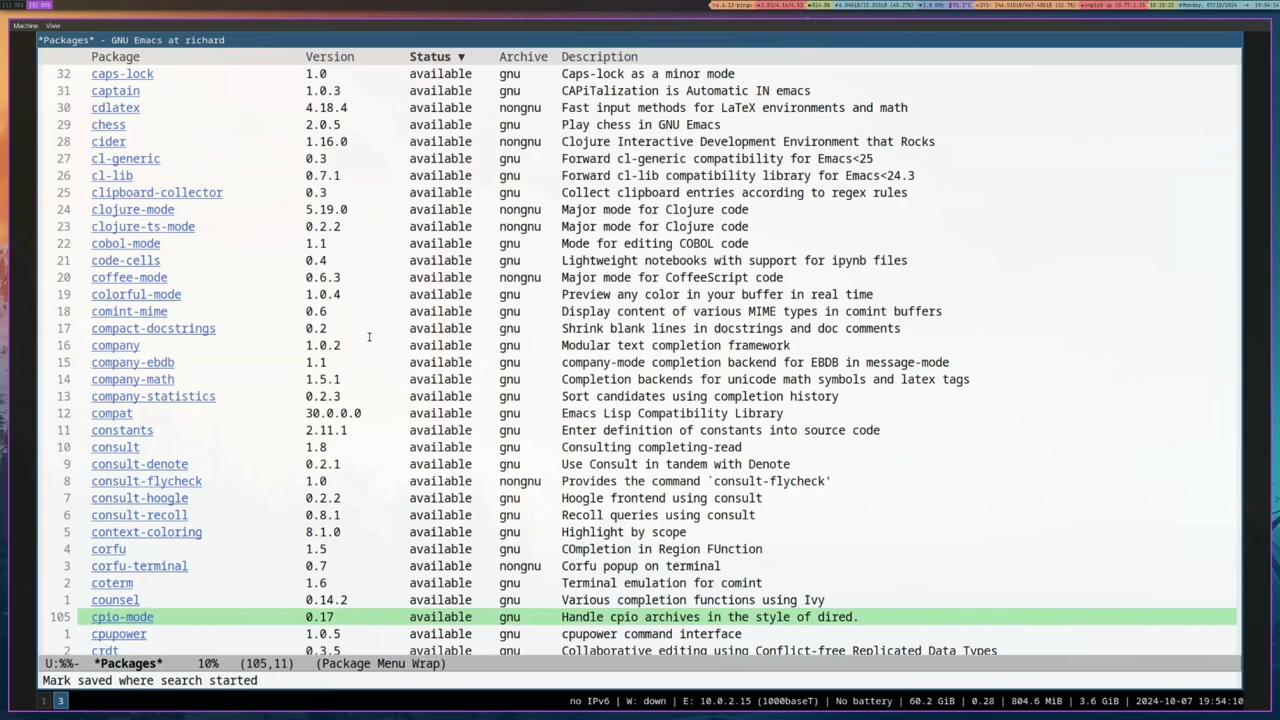 Machine View
*Packages* - GNU Emacs at richard
Package Version Status ▼ Archive Description
32 caps-lock 1.0 available gnu Caps-lock as a minor mode
31 captain 1.0.3 available gnu CAPiTalization is Automatic IN emacs
30 cdlatex 4.18.4 available nongnu Fast input methods for LaTeX environments and math
29 chess 2.0.5 available gnu Play chess in GNU Emacs
28 cider 1.16.0 available nongnu Clojure Interactive Development Environment that Rocks
27 cl-generic 0.3 available gnu Forward cl-generic compatibility for Emacs<25
26 cl-lib 0.7.1 available gnu Forward cl-lib compatibility library for Emacs<24.3
25 clipboard-collector 0.3 available gnu Collect clipboard entries according to regex rules
24 clojure-mode 5.19.0 available nongnu Major mode for Clojure code
23 clojure-ts-mode 0.2.2 available nongnu Major mode for Clojure code
22 cobol-mode 1.1 available gnu Mode for editing COBOL code
21 code-cells 0.4 available gnu Lightweight notebooks with support for ipynb files
20 coffee-mode 0.6.3 available nongnu Major mode for CoffeeScript code
19 colorful-mode 1.0.4 available gnu Preview any color in your buffer in real time
18 comint-mime 0.6 available gnu Display content of various MIME types in comint buffers
17 compact-docstrings 0.2 available gnu Shrink blank lines in docstrings and doc comments
16 company 1.0.2 available gnu Modular text completion framework
15 company-ebdb 1.1 available gnu company-mode completion backend for EBDB in message-mode
14 company-math 1.5.1 available gnu Completion backends for unicode math symbols and latex tags
13 company-statistics 0.2.3 available gnu Sort candidates using completion history
12 compat 30.0.0.0 available gnu Emacs Lisp Compatibility Library
11 constants 2.11.1 available gnu Enter definition of constants into source code
10 consult 1.8 available gnu Consulting completing-read
9 consult-denote 0.2.1 available gnu Use Consult in tandem with Denote
8 consult-flycheck 1.0 available nongnu Provides the command `consult-flycheck'
7 consult-hoogle 0.2.2 available gnu Hoogle frontend using consult
6 consult-recoll 0.8.1 available gnu Recoll queries using consult
5 context-coloring 8.1.0 available gnu Highlight by scope
4 corfu 1.5 available gnu COmpletion in Region FUnction
3 corfu-terminal 0.7 available nongnu Corfu popup on terminal
2 coterm 1.6 available gnu Terminal emulation for comint
1 counsel 0.14.2 available gnu Various completion functions using Ivy
105 cpio-mode 0.17 available gnu Handle cpio archives in the style of dired.
1 cpupower 1.0.5 available gnu cpupower command interface
2 crdt 0.3.5 available gnu Collaborative editing using Conflict-free Replicated Data Types
U:%%- *Packages* 10% (105,11) (Package Menu Wrap)
Mark saved where search started
1 3 no IPv6 | W: down | E: 10.0.2.15 (1000baseT) | No battery | 60.2 GiB | 0.28 | 804.6 MiB | 3.6 GiB | 2024-10-07 19:54:10